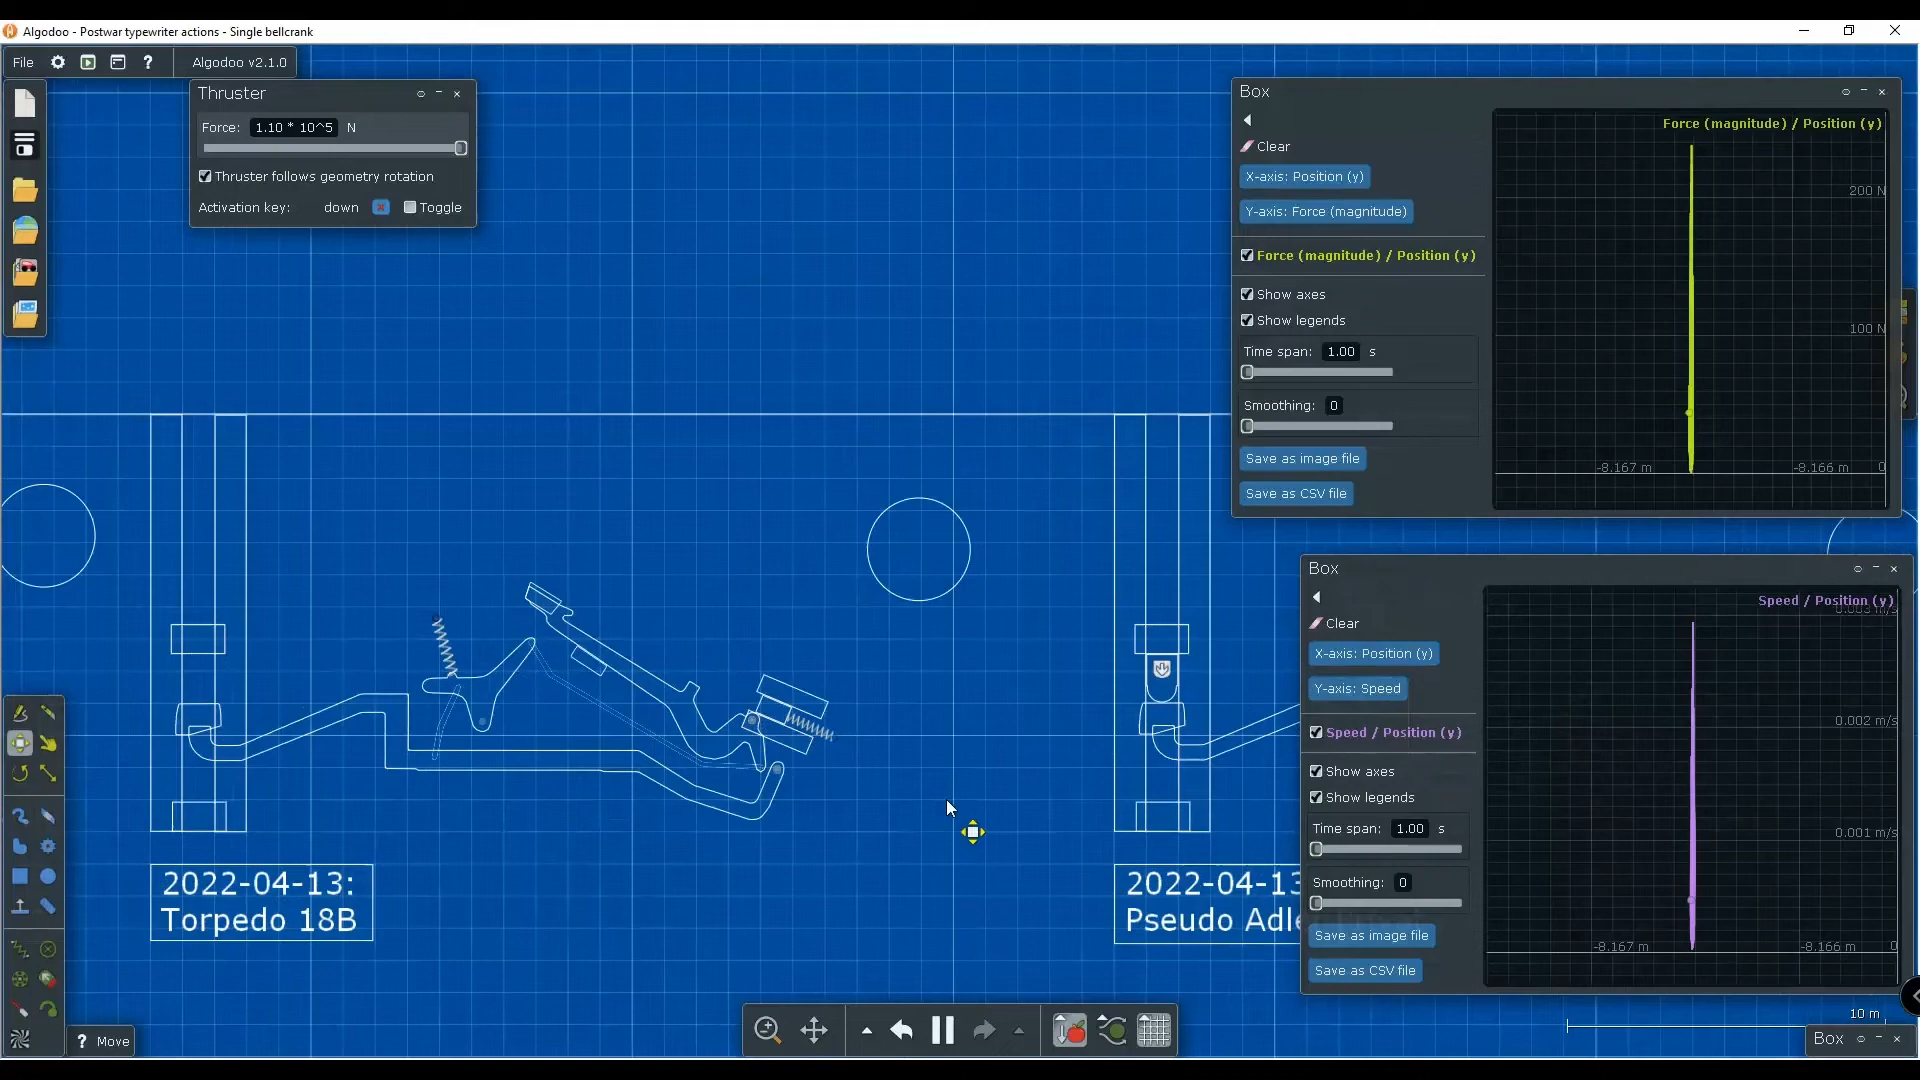 Algodoo - Postwar typewriter actions - Single bellcrank
File
?
Algodoo v2.1.0
Thruster
Force: 1.10 * 10^5 N
Thruster follows geometry rotation
Activation key: down
Toggle
Box
Clear
X-axis: Position (y)
Y-axis: Force (magnitude)
Force (magnitude) / Position (y)
Show axes
Show legends
Time span: 1.00 s
Smoothing: 0
Save as image file
Save as CSV file
Force (magnitude) / Position (y)
200 N
100 N
-8.167 m
-8.166 m
0
Box
Clear
X-axis: Position (y)
Y-axis: Speed
Speed / Position (y)
Show axes
Show legends
Time span: 1.00 s
Smoothing: 0
Save as image file
Save as CSV file
Speed / Position (y)
0.003 m/s
0.002 m/s
0.001 m/s
-8.167 m
-8.166 m
0
2022-04-13:
Torpedo 18B
2022-04-13
Pseudo Adle
? Move
10 m
Box